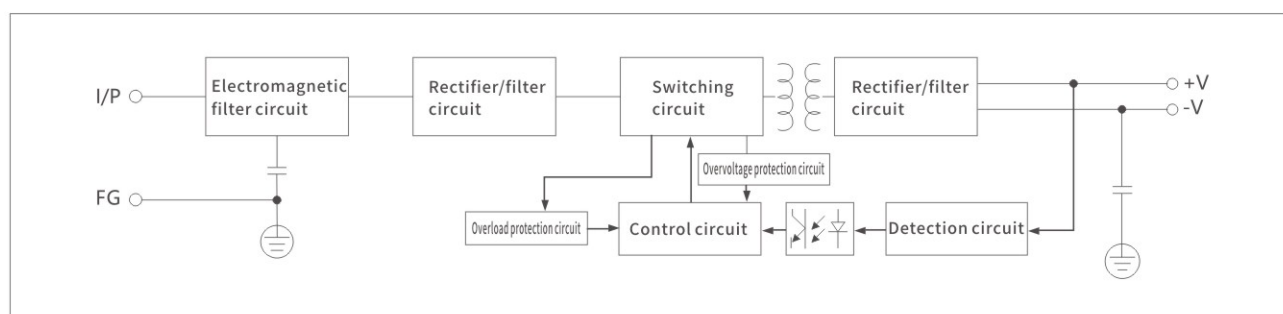 I/P
Electromagnetic
filter circuit
Rectifier/filter
circuit
Switching
circuit
Rectifier/filter
circuit
+V
-V
Overvoltage protection circuit
FG
Overload protection circuit
Control circuit
Detection circuit